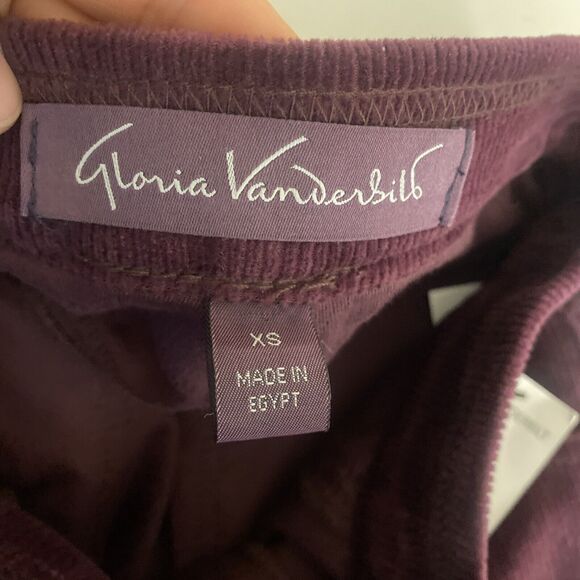 Gloria Vanderbilt
XS
MADE IN
EGYPT